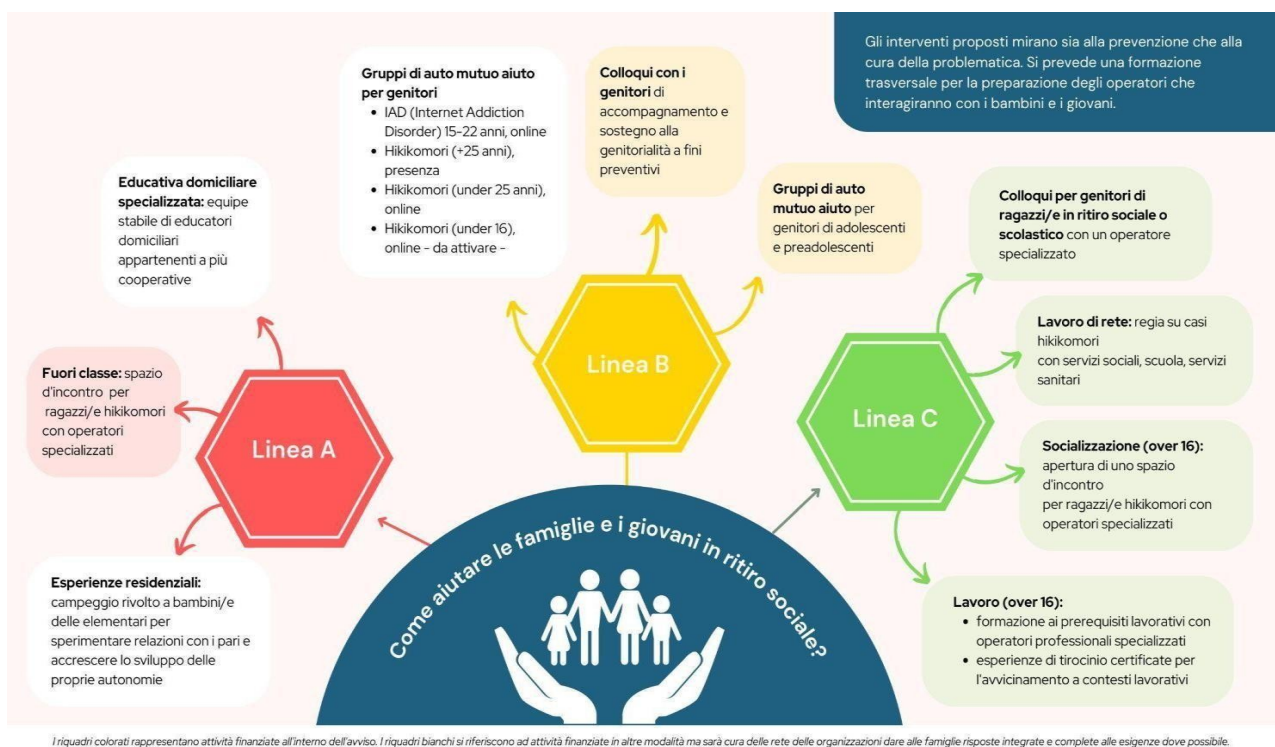 Gli interventi proposti mirano sia alla prevenzione che alla
cura della problematica. Si prevede una formazione
trasversale per la preparazione degli operatori che
interagiranno con i bambini e i giovani.
Educativa domiciliare
specializzata: equipe
stabile di educatori
domiciliari
appartenenti a più
cooperative
Fuori classe: spazio
d'incontro per
ragazzi/e hikikomori
con operatori
specializzati
Linea A
Esperienze residenziali:
campeggio rivolto a bambini/e
delle elementari per
sperimentare relazioni con i pari e
accrescere lo sviluppo delle
proprie autonomie
Gruppi di auto mutuo aiuto
per genitori
• IAD (Internet Addiction
Disorder) 15-22 anni, online
• Hikikomori (+25 anni),
presenza
• Hikikomori (under 25 anni),
online
• Hikikomori (under 16),
online - da attivare -
Colloqui con i
genitori di
accompagnamento e
sostegno alla
genitorialità a fini
preventivi
Gruppi di auto
mutuo aiuto per
genitori di adolescenti
e preadolescenti
Linea B
Colloqui per genitori di
ragazzi/e in ritiro sociale o
scolastico con un operatore
specializzato
Lavoro di rete: regia su casi
hikikomori
con servizi sociali, scuola, servizi
sanitari
Linea C
Socializzazione (over 16):
apertura di uno spazio
d'incontro
per ragazzi/e hikikomori con
operatori specializzati
Lavoro (over 16):
• formazione ai prerequisiti lavorativi con
operatori professionali specializzati
• esperienze di tirocinio certificate per
l'avvicinamento a contesti lavorativi
Come aiutare le famiglie e i giovani in ritiro sociale?
I riquadri colorati rappresentano attività finanziate all'interno dell'avviso. I riquadri bianchi si riferiscono ad attività finanziate in altre modalità ma sarà cura della rete delle organizzazioni dare alle famiglie risposte integrate e complete alle esigenze dove possibile.